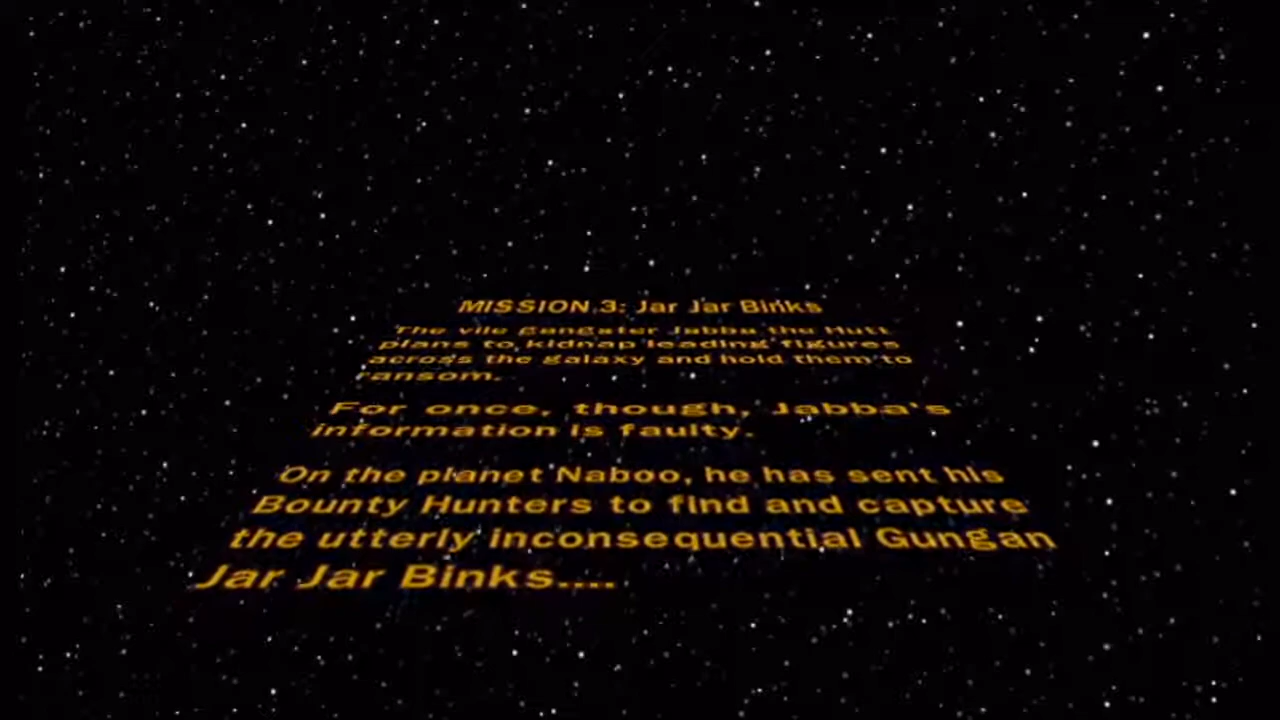 MISSION 3: Jar Jar Binks
The vile gangster Jabba the Hutt
plans to kidnap leading figures
across the galaxy and hold them to
ransom.
For once, though, Jabba's
information is faulty.
On the planet Naboo, he has sent his
Bounty Hunters to find and capture
the utterly inconsequential Gungan
Jar Jar Binks....